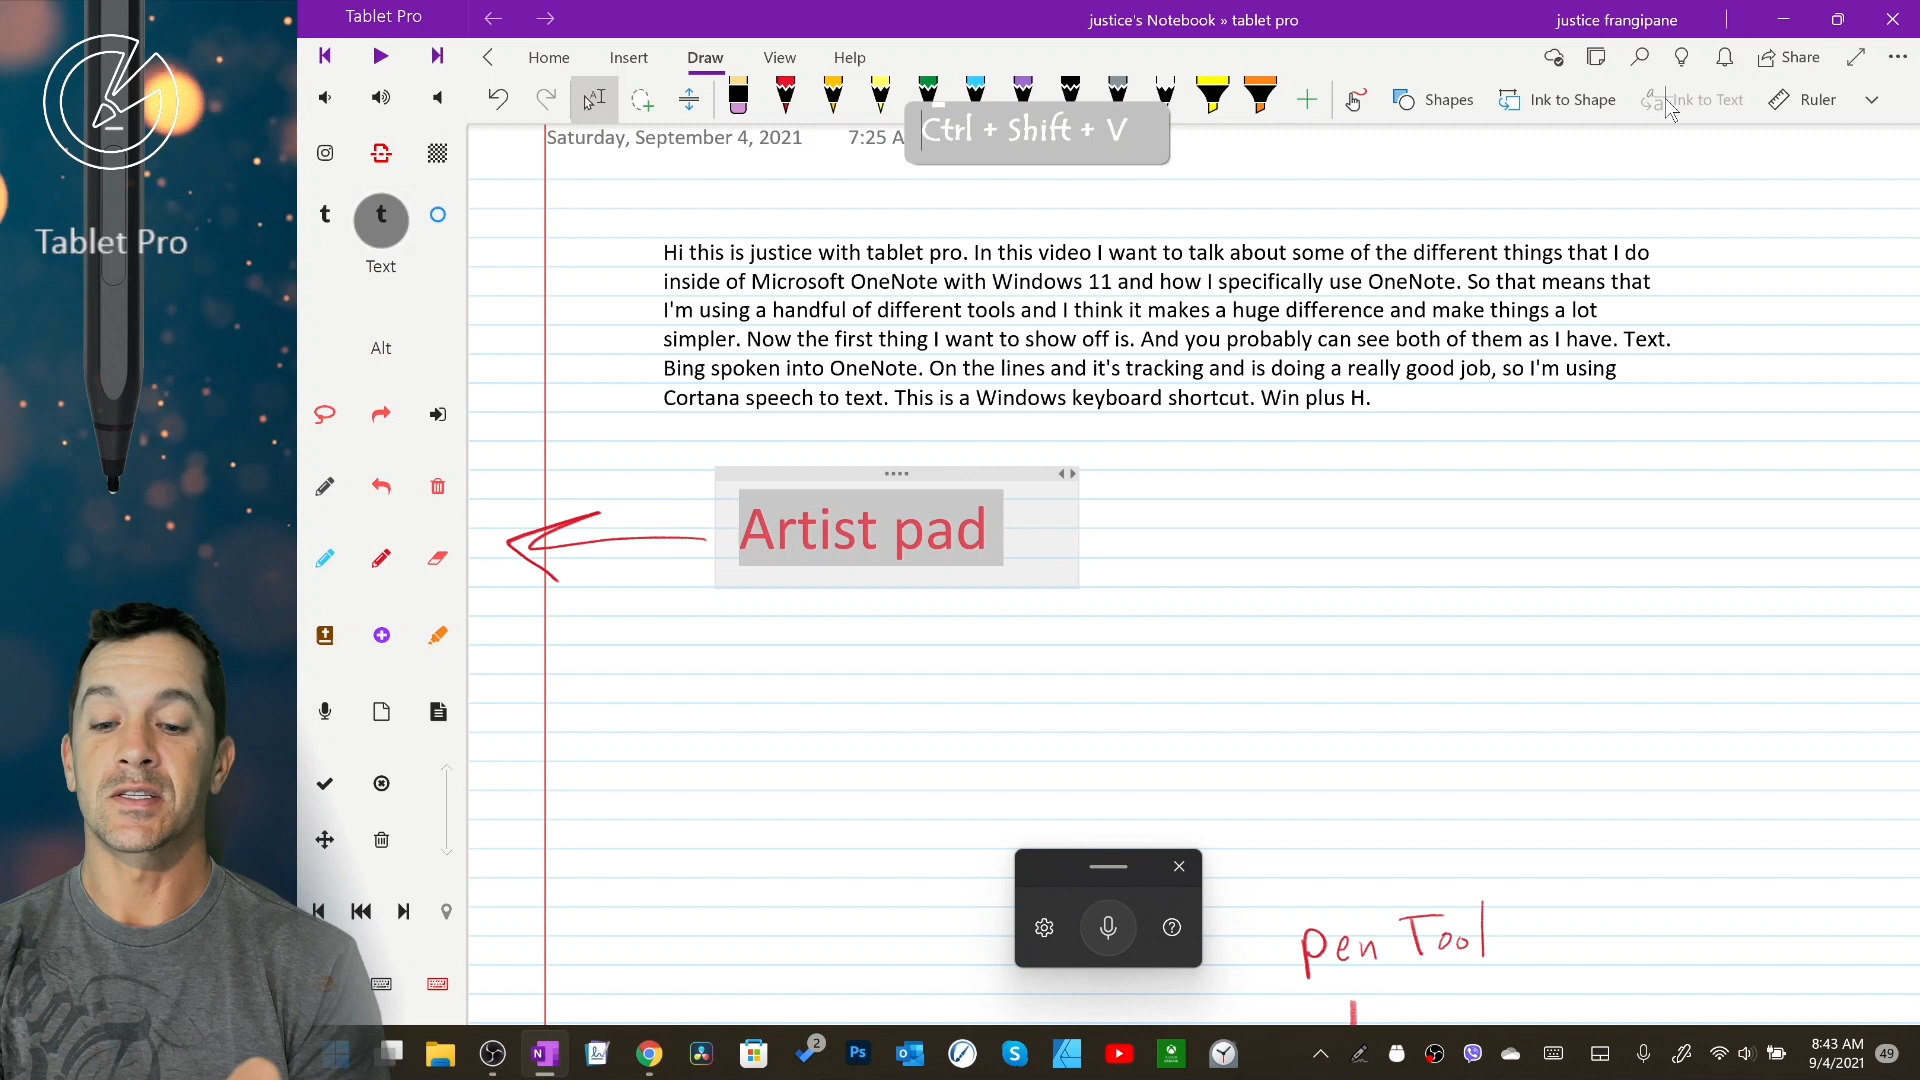 Tablet Pro
justice's Notebook » tablet pro
justice frangipane
Home
Insert
Draw
View
Help
Share
Shapes
Ink to Shape
Ink to Text
Ruler
Ctrl + Shift + V
Saturday, September 4, 2021
7:25 A
t
t
Text
Alt
Tablet Pro
Hi this is justice with tablet pro. In this video I want to talk about some of the different things that I do
inside of Microsoft OneNote with Windows 11 and how I specifically use OneNote. So that means that
I'm using a handful of different tools and I think it makes a huge difference and make things a lot
simpler. Now the first thing I want to show off is. And you probably can see both of them as I have. Text.
Bing spoken into OneNote. On the lines and it's tracking and is doing a really good job, so I'm using
Cortana speech to text. This is a Windows keyboard shortcut. Win plus H.
Artist pad
Pen Tool
2
Ps
8:43 AM
9/4/2021
49